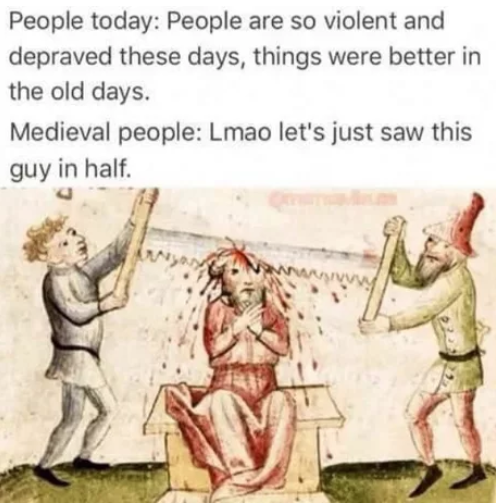 People today: People are so violent and
depraved these days, things were better in
the old days.
Medieval people: Lmao let's just saw this
guy in half.